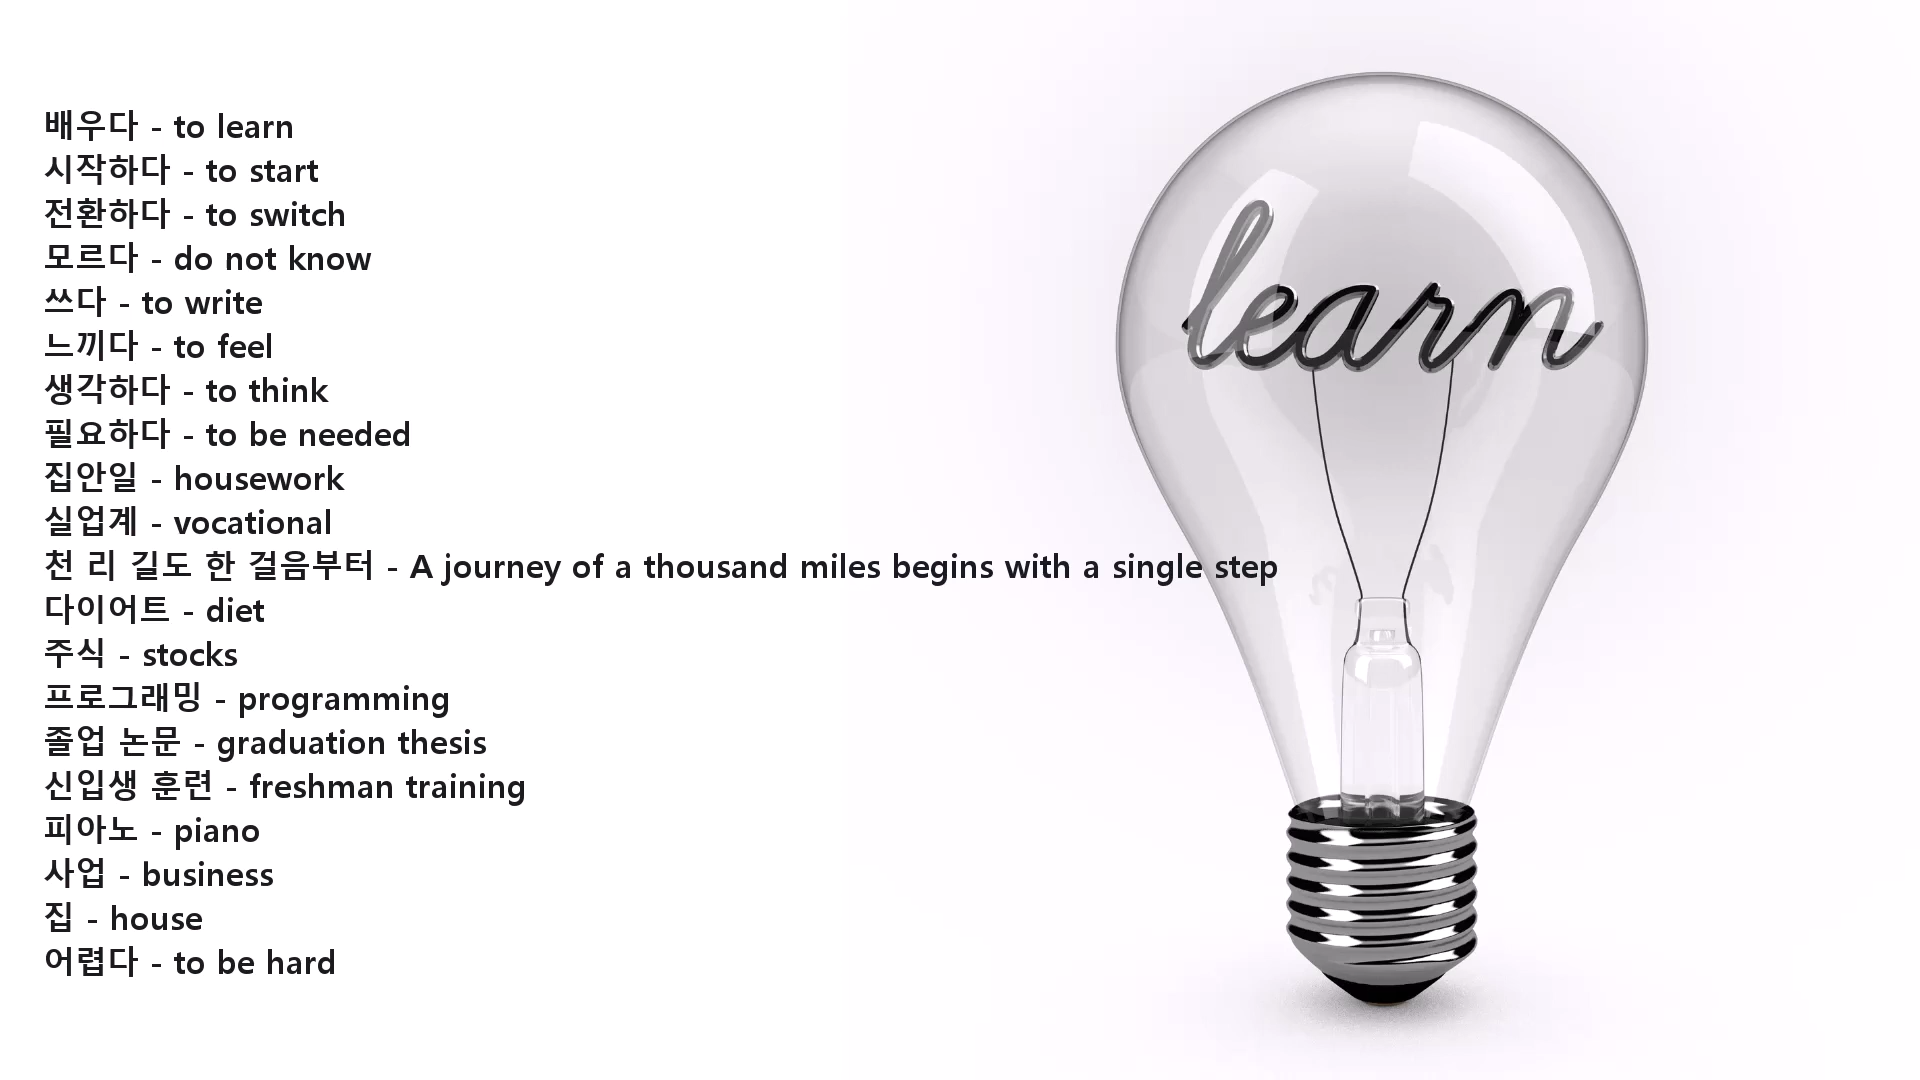 배우다 - to learn
시작하다 - to start
전환하다 - to switch
모르다 - do not know
쓰다 - to write
느끼다 - to feel
생각하다 - to think
필요하다 - to be needed
집안일 - housework
실업계 - vocational
천 리 길도 한 걸음부터 - A journey of a thousand miles begins with a single step
다이어트 - diet
주식 - stocks
프로그래밍 - programming
졸업 논문 - graduation thesis
신입생 훈련 - freshman training
피아노 - piano
사업 - business
집 - house
어렵다 - to be hard
learn